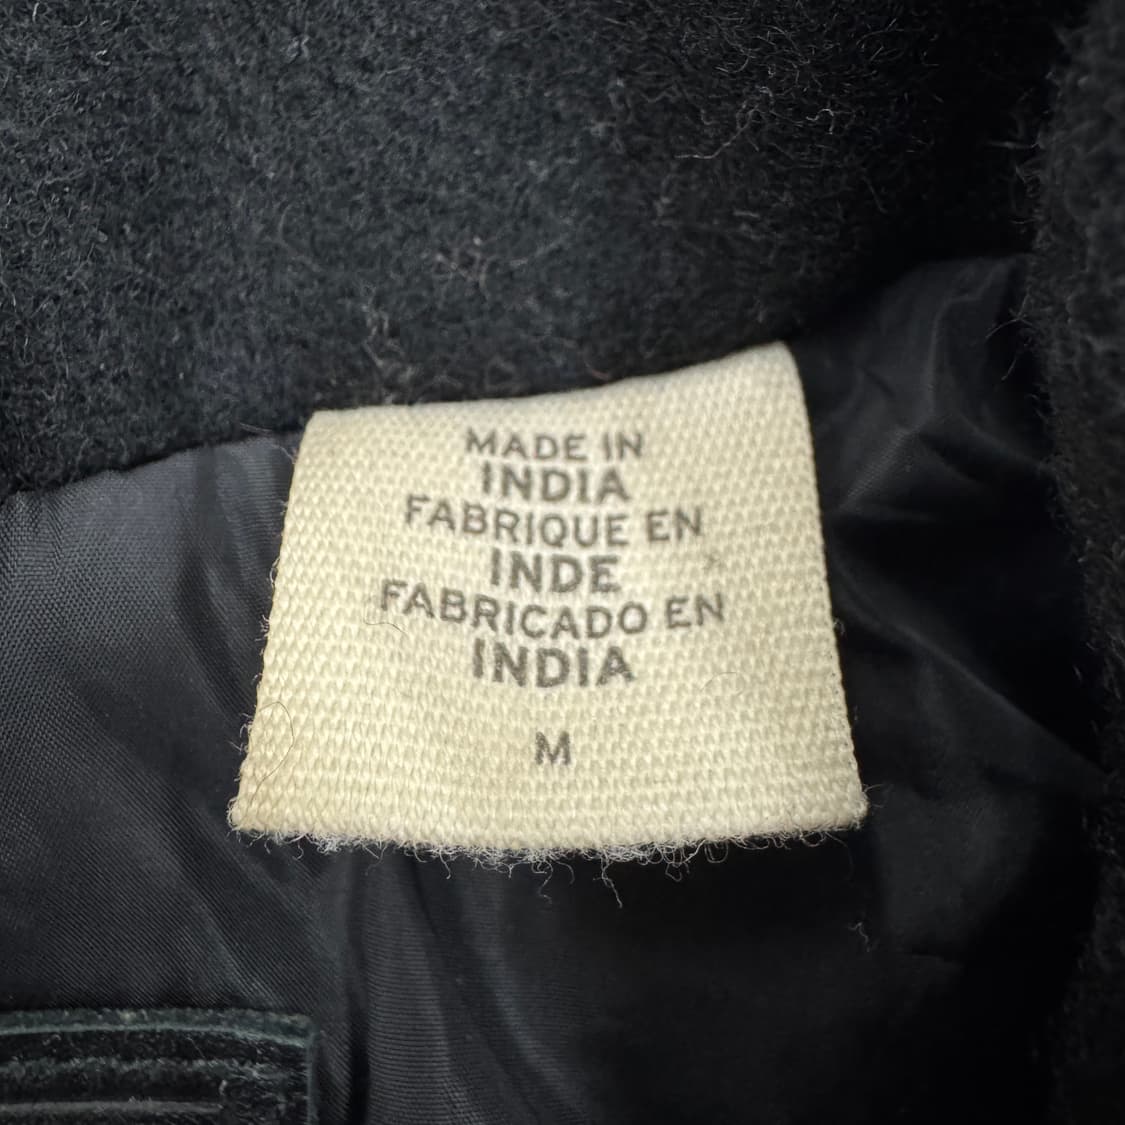 MADE IN
INDIA
FABRIQUE EN
INDE
FABRICADO EN
INDIA
M